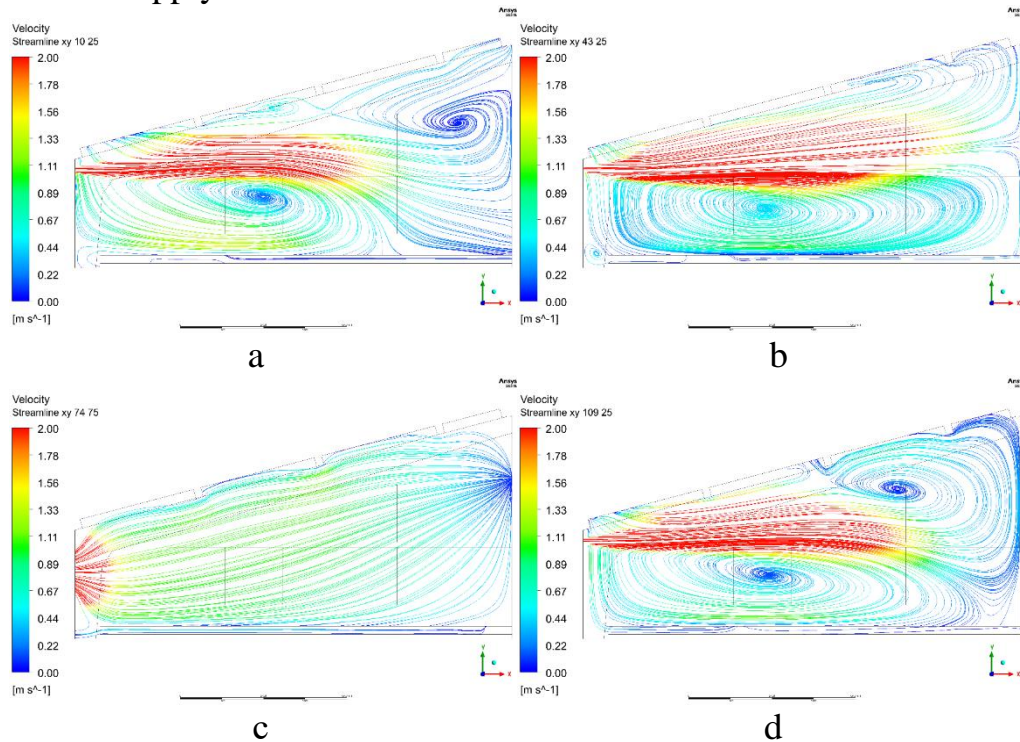 pply
Ansys
Velocity
Streamline xy 10 25
2.00
1.78
1.56
1.33
1.11
0.89
0.67
0.44
0.22
0.00
[m s^-1]
Y
X
a
Ansys
Velocity
Streamline xy 43 25
2.00
1.78
1.56
1.33
1.11
0.89
0.67
0.44
0.22
0.00
[m s^-1]
Y
X
b
Ansys
Velocity
Streamline xy 74 75
2.00
1.78
1.56
1.33
1.11
0.89
0.67
0.44
0.22
0.00
[m s^-1]
Y
X
c
Ansys
Velocity
Streamline xy 109 25
2.00
1.78
1.56
1.33
1.11
0.89
0.67
0.44
0.22
0.00
[m s^-1]
Y
X
d